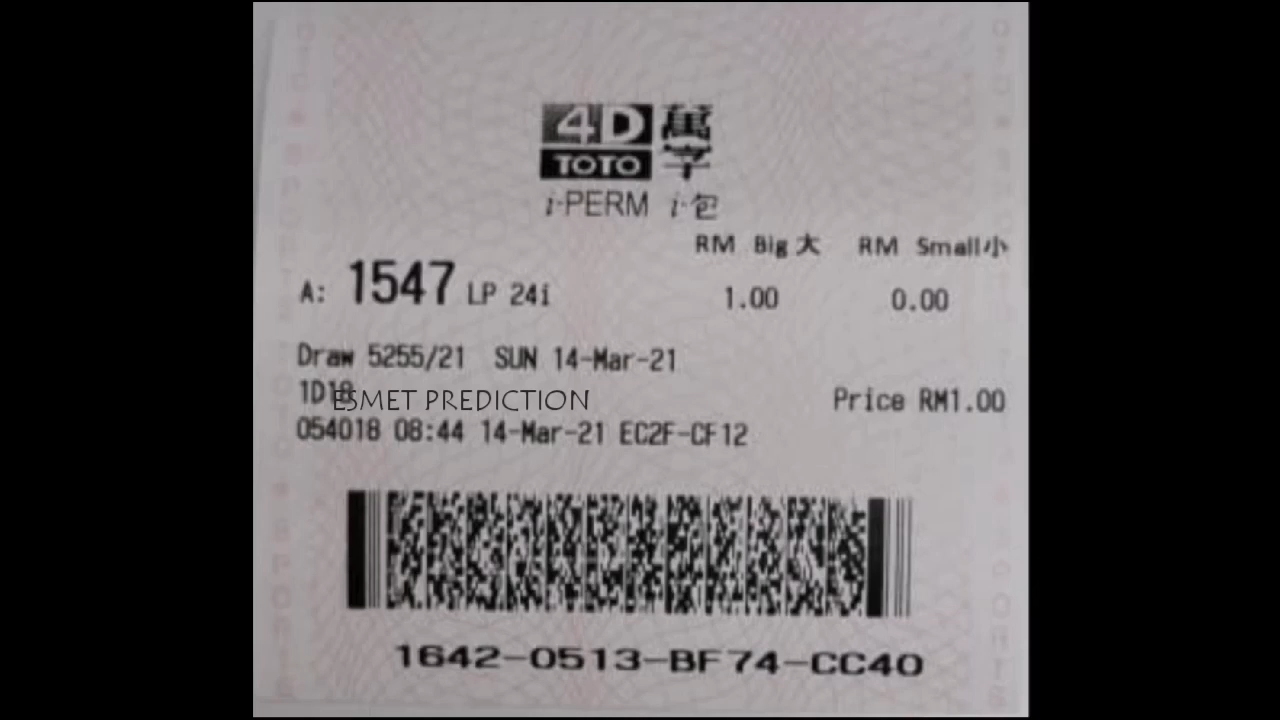 4D 萬字
TOTO
i-PERM i-包
RM Big大 RM Small小
A: 1547 LP 24i 1.00 0.00
Draw 5255/21 SUN 14-Mar-21
1D18 Price RM1.00
ESMET PREDICTION
054018 08:44 14-Mar-21 EC2F-CF12
1642-0513-BF74-CC40